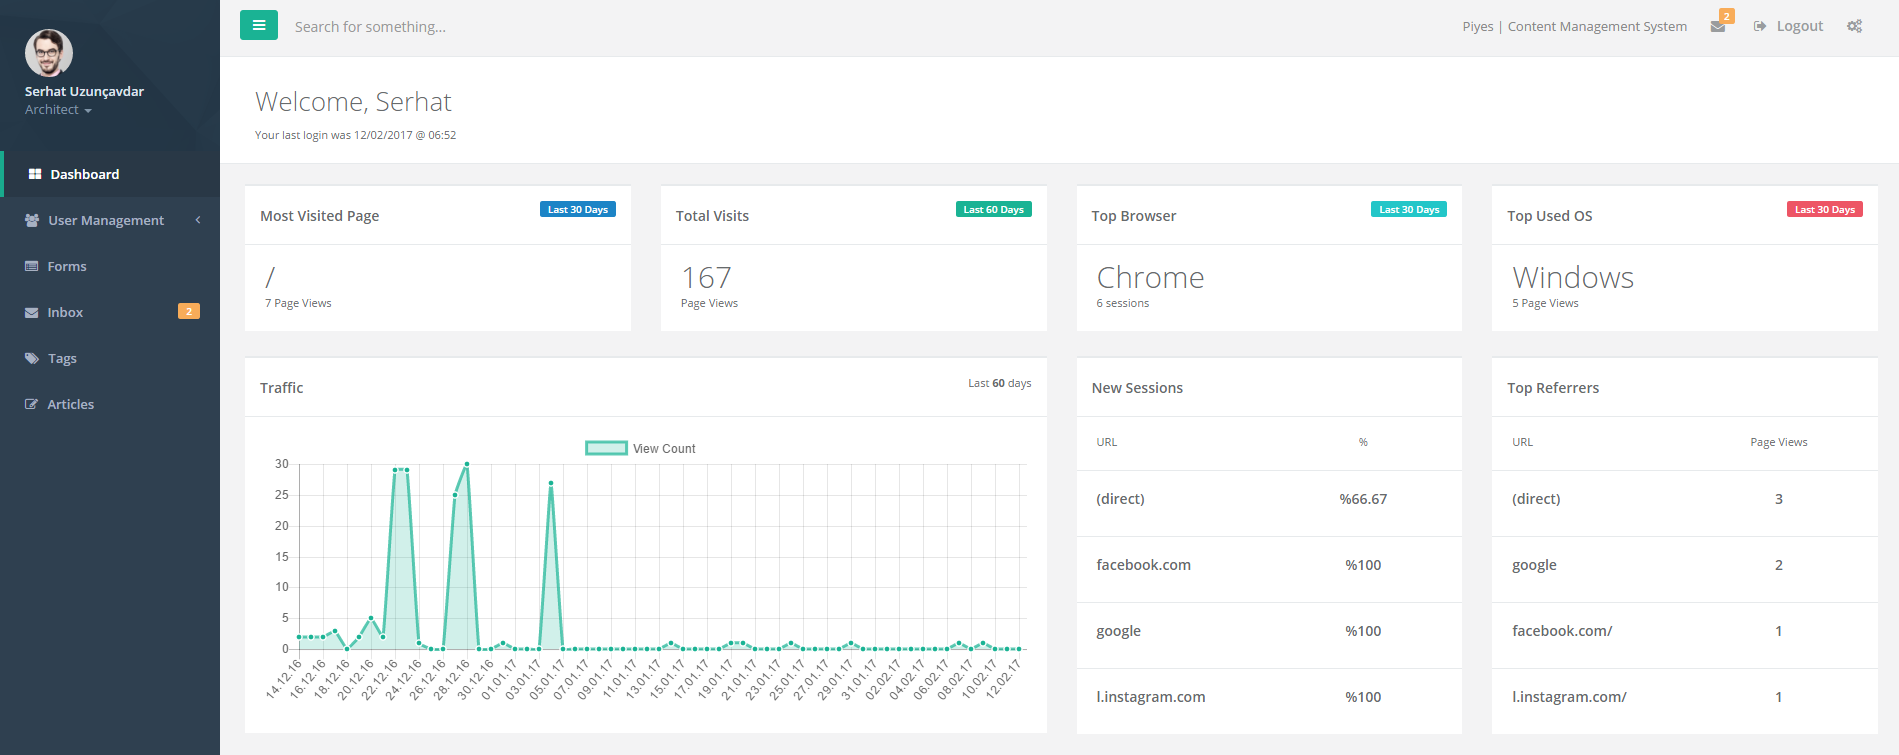 Serhat Uzunçavdar
Architect
Dashboard
User Management
Forms
Inbox 2
Tags
Articles
Search for something...
Piyes | Content Management System 2 Logout
Welcome, Serhat
Your last login was 12/02/2017 @ 06:52
Most Visited Page Last 30 Days
/
7 Page Views
Total Visits Last 60 Days
167
Page Views
Top Browser Last 30 Days
Chrome
6 sessions
Top Used OS Last 30 Days
Windows
5 Page Views
Traffic Last 60 days
View Count
30
25
20
15
10
5
0
14.12.16 16.12.16 18.12.16 20.12.16 22.12.16 24.12.16 26.12.16 28.12.16 30.12.16 01.01.17 03.01.17 05.01.17 07.01.17 09.01.17 11.01.17 13.01.17 15.01.17 17.01.17 19.01.17 21.01.17 23.01.17 25.01.17 27.01.17 29.01.17 31.01.17 02.02.17 04.02.17 06.02.17 08.02.17 10.02.17 12.02.17
New Sessions
URL %
(direct) %66.67
facebook.com %100
google %100
l.instagram.com %100
Top Referrers
URL Page Views
(direct) 3
google 2
facebook.com/ 1
l.instagram.com/ 1